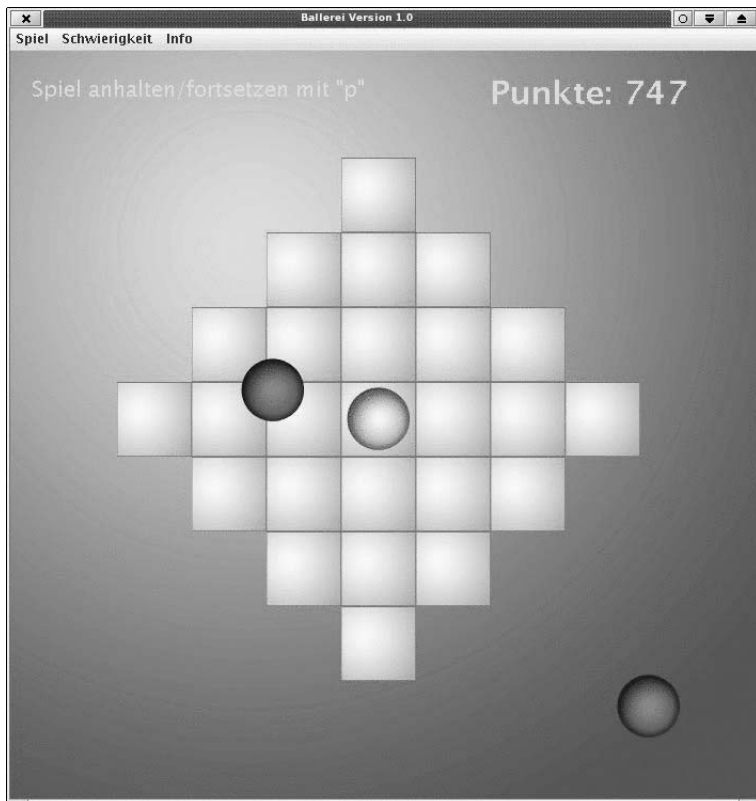 Ballerei Version 1.0
Spiel Schwierigkeit Info
Spiel anhalten/fortsetzen mit "p"
Punkte: 747